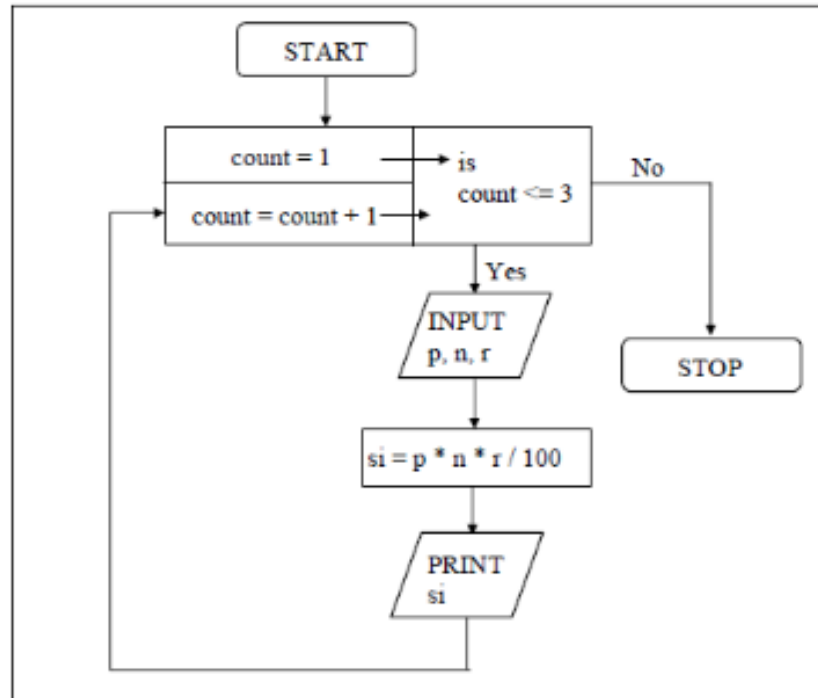 START
count = 1
is
count <= 3
No
count = count + 1
Yes
INPUT
p, n, r
STOP
si = p * n * r / 100
PRINT
si